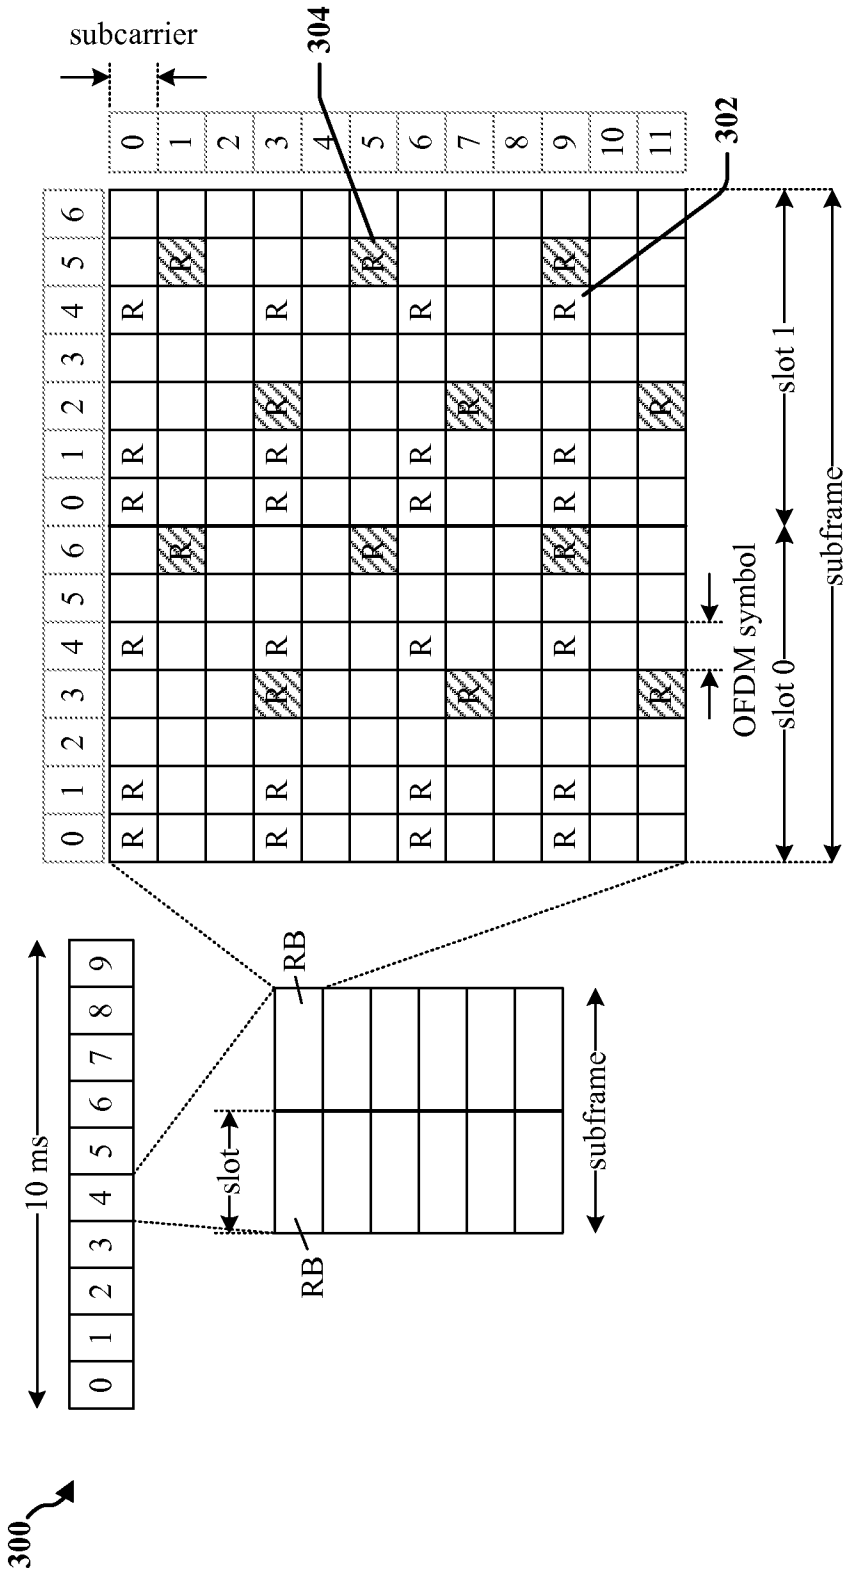 300
10 ms
0 1 2 3 4 5 6 7 8 9
0 1 2 3 4 5 6 0 1 2 3 4 5 6
subcarrier
R R R R R R 0
R R 1
2
R R R R R R R R 3
4
R R 5
R R R R R R 6
R R 7
8
R R R R R R R R 9
10
R R 11
304
302
slot
RB
RB
subframe
OFDM symbol
slot 0
slot 1
subframe